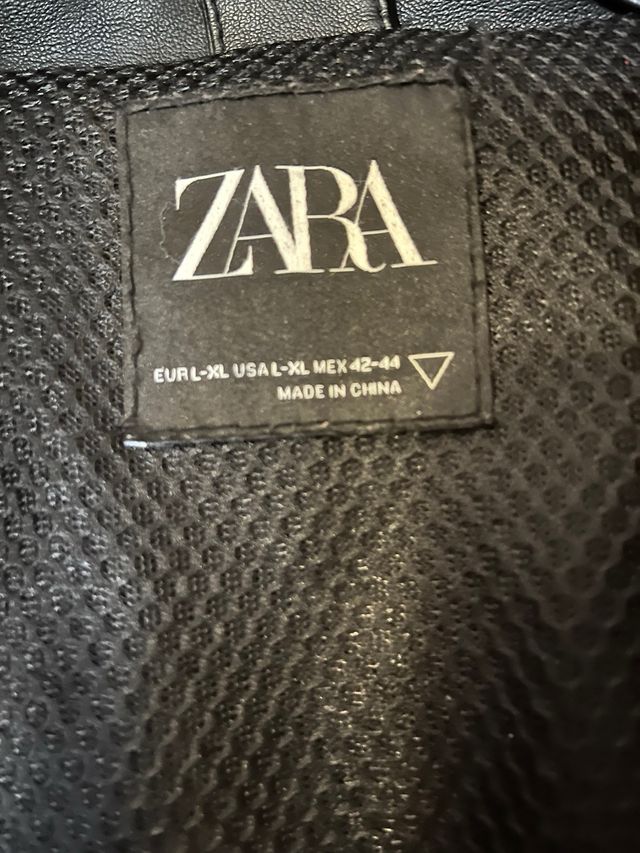 ZARA
EUR L-XL USA L-XL MEX 42-44
MADE IN CHINA